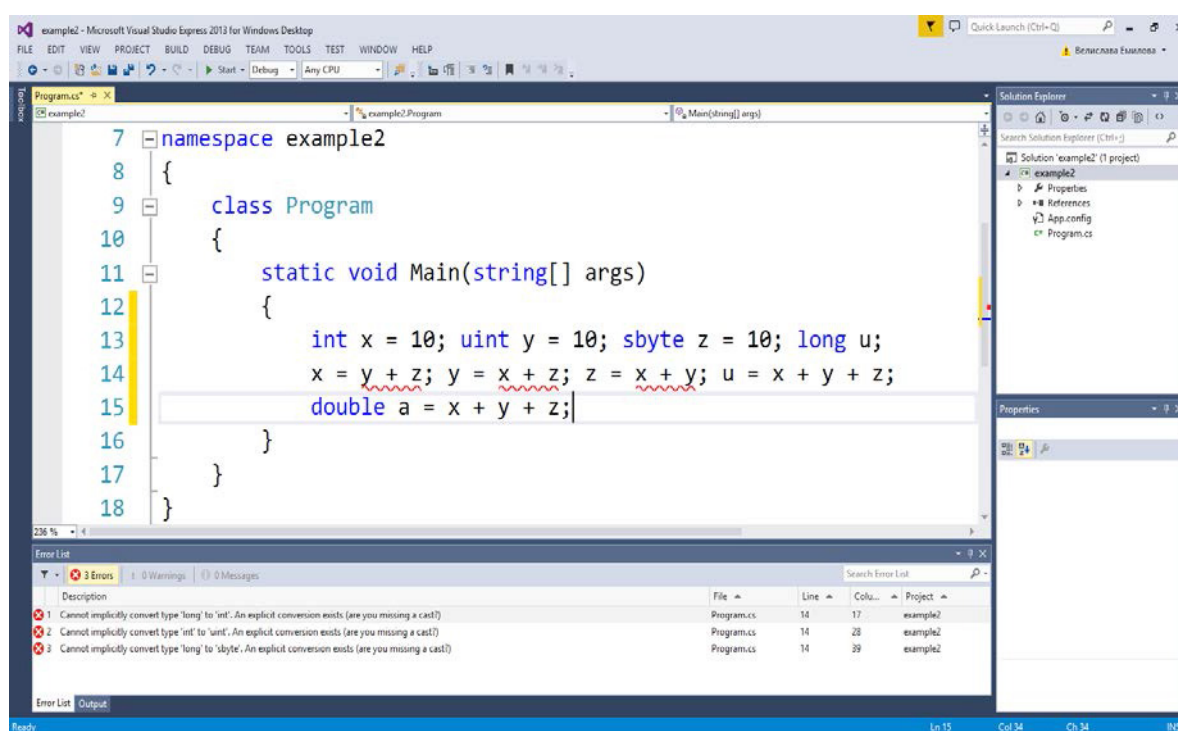 example2 - Microsoft Visual Studio Express 2013 for Windows Desktop
Quick Launch (Ctrl+Q)
FILE EDIT VIEW PROJECT BUILD DEBUG TEAM TOOLS TEST WINDOW HELP
Велислава Емилова
Start Debug Any CPU
Toolbox
Program.cs*
example2 example2.Program Main(string[] args)
7 namespace example2
8 {
9 class Program
10 {
11 static void Main(string[] args)
12 {
13 int x = 10; uint y = 10; sbyte z = 10; long u;
14 x = y + z; y = x + z; z = x + y; u = x + y + z;
15 double a = x + y + z;
16 }
17 }
18 }
236 %
Solution Explorer
Search Solution Explorer (Ctrl+;)
Solution 'example2' (1 project)
example2
Properties
References
App.config
Program.cs
Properties
Error List
3 Errors 0 Warnings 0 Messages
Search Error List
Description File Line Colu... Project
1 Cannot implicitly convert type 'long' to 'int'. An explicit conversion exists (are you missing a cast?) Program.cs 14 17 example2
2 Cannot implicitly convert type 'int' to 'uint'. An explicit conversion exists (are you missing a cast?) Program.cs 14 28 example2
3 Cannot implicitly convert type 'long' to 'sbyte'. An explicit conversion exists (are you missing a cast?) Program.cs 14 39 example2
Error List Output
Ready Ln 15 Col 34 Ch 34 INS